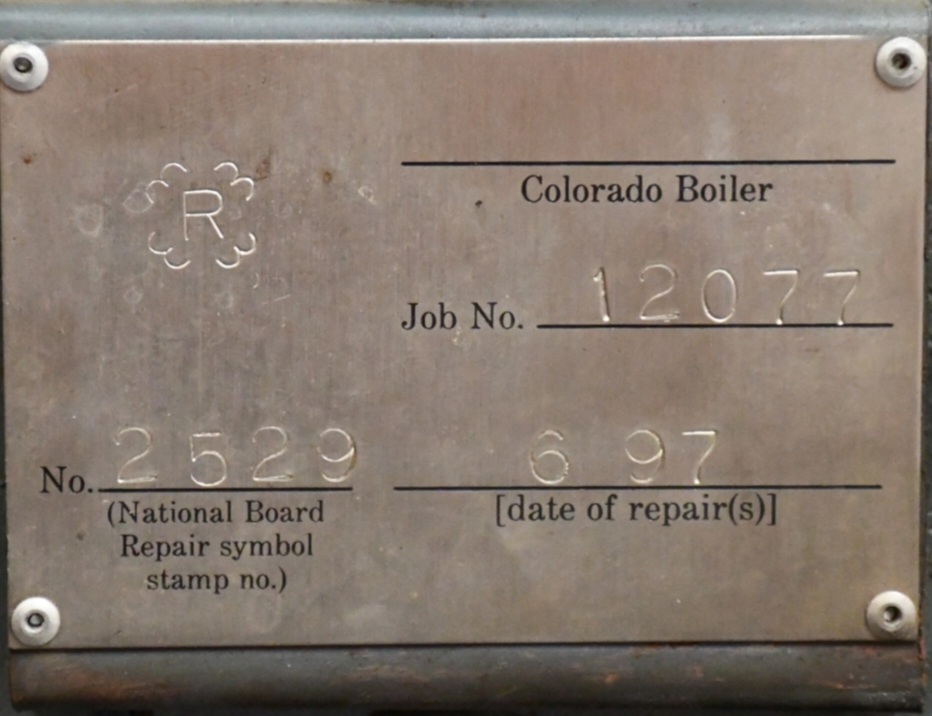 R
Colorado Boiler
Job No. 12077
No. 2529
(National Board
Repair symbol
stamp no.)
6 97
[date of repair(s)]